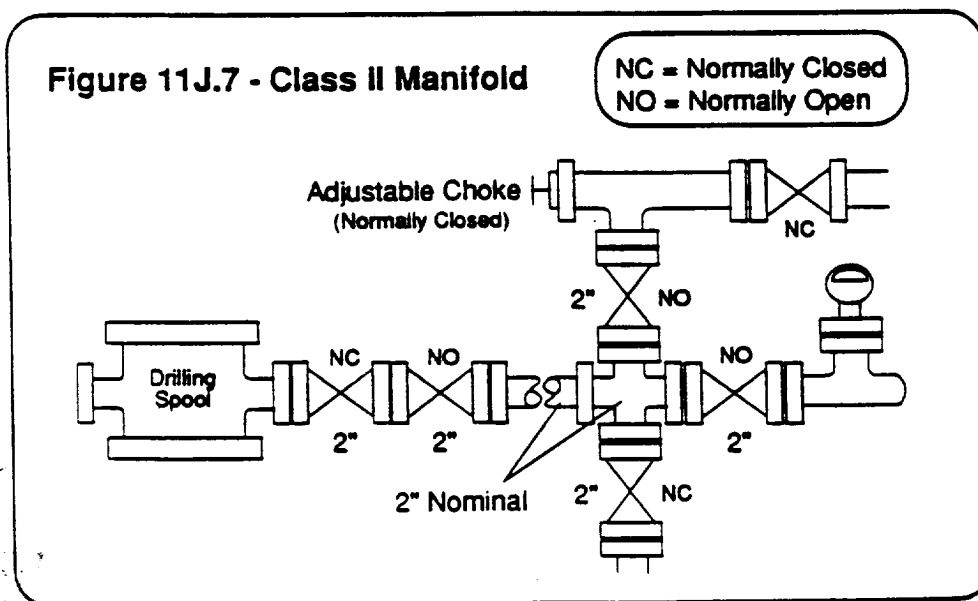 Figure 11J.7 - Class II Manifold
NC = Normally Closed
NO = Normally Open
Adjustable Choke
(Normally Closed)
NC
2" NO
NC NO
NO
Drilling
Spool
2" 2"
2"
2" Nominal
2" NC